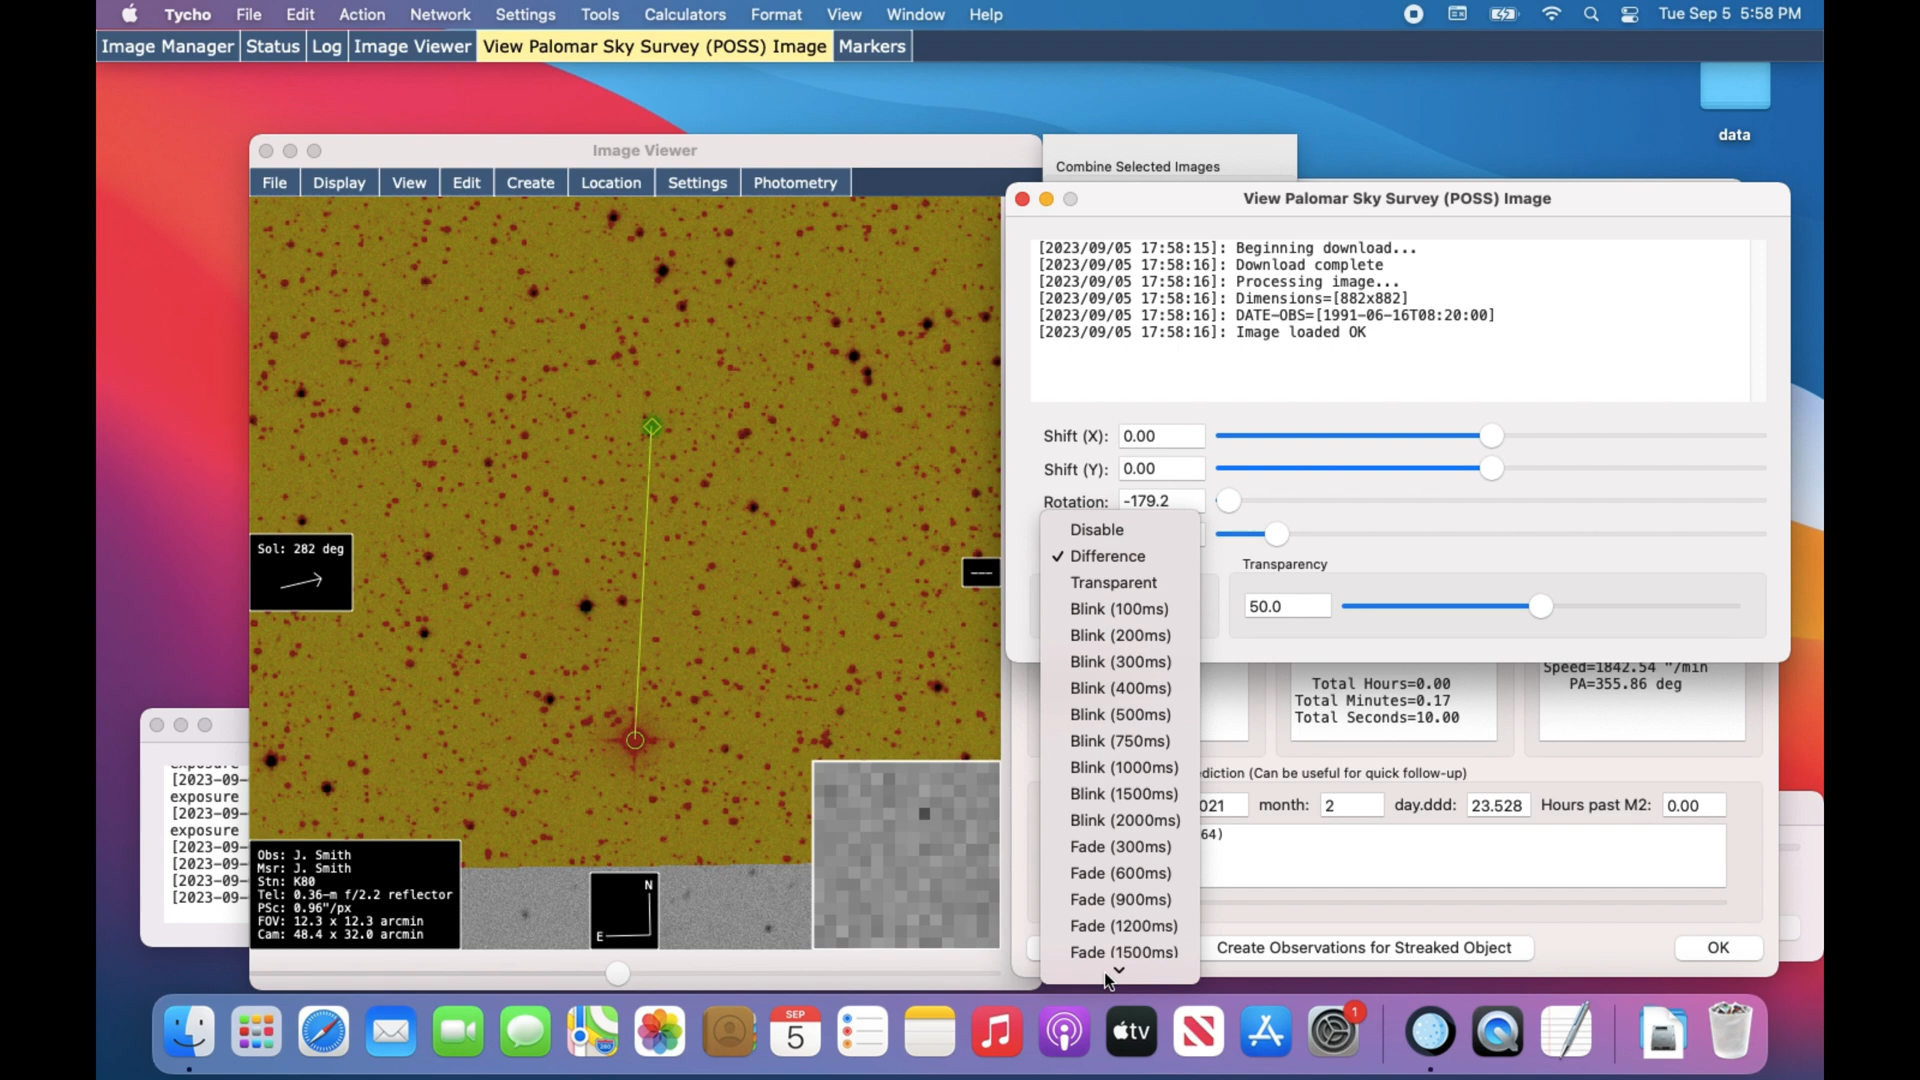 Tycho File Edit Action Network Settings Tools Calculators Format View Window Help Tue Sep 5 5:58 PM
Image Manager Status Log Image Viewer View Palomar Sky Survey (POSS) Image Markers
data
Image Viewer
File Display View Edit Create Location Settings Photometry
Sol: 282 deg
---
Obs: J. Smith
Msr: J. Smith
Stn: K80
Tel: 0.36-m f/2.2 reflector
PSc: 0.96"/px
FOV: 12.3 x 12.3 arcmin
Cam: 48.4 x 32.0 arcmin
N
E
exposure
[2023-09-
exposure
[2023-09-
exposure
[2023-09-
[2023-09-
[2023-09-
[2023-09-
Combine Selected Images
View Palomar Sky Survey (POSS) Image
[2023/09/05 17:58:15]: Beginning download...
[2023/09/05 17:58:16]: Download complete
[2023/09/05 17:58:16]: Processing image...
[2023/09/05 17:58:16]: Dimensions=[882x882]
[2023/09/05 17:58:16]: DATE-OBS=[1991-06-16T08:20:00]
[2023/09/05 17:58:16]: Image loaded OK
Shift (X): 0.00
Shift (Y): 0.00
Rotation: -179.2
Disable
✓ Difference
Transparent
Blink (100ms)
Blink (200ms)
Blink (300ms)
Blink (400ms)
Blink (500ms)
Blink (750ms)
Blink (1000ms)
Blink (1500ms)
Blink (2000ms)
Fade (300ms)
Fade (600ms)
Fade (900ms)
Fade (1200ms)
Fade (1500ms)
Transparency
50.0
Total Hours=0.00
Total Minutes=0.17
Total Seconds=10.00
Speed=1842.54 "/min
PA=355.86 deg
diction (Can be useful for quick follow-up)
021 month: 2 day.ddd: 23.528 Hours past M2: 0.00
64)
Create Observations for Streaked Object OK
SEP
5
tv
1